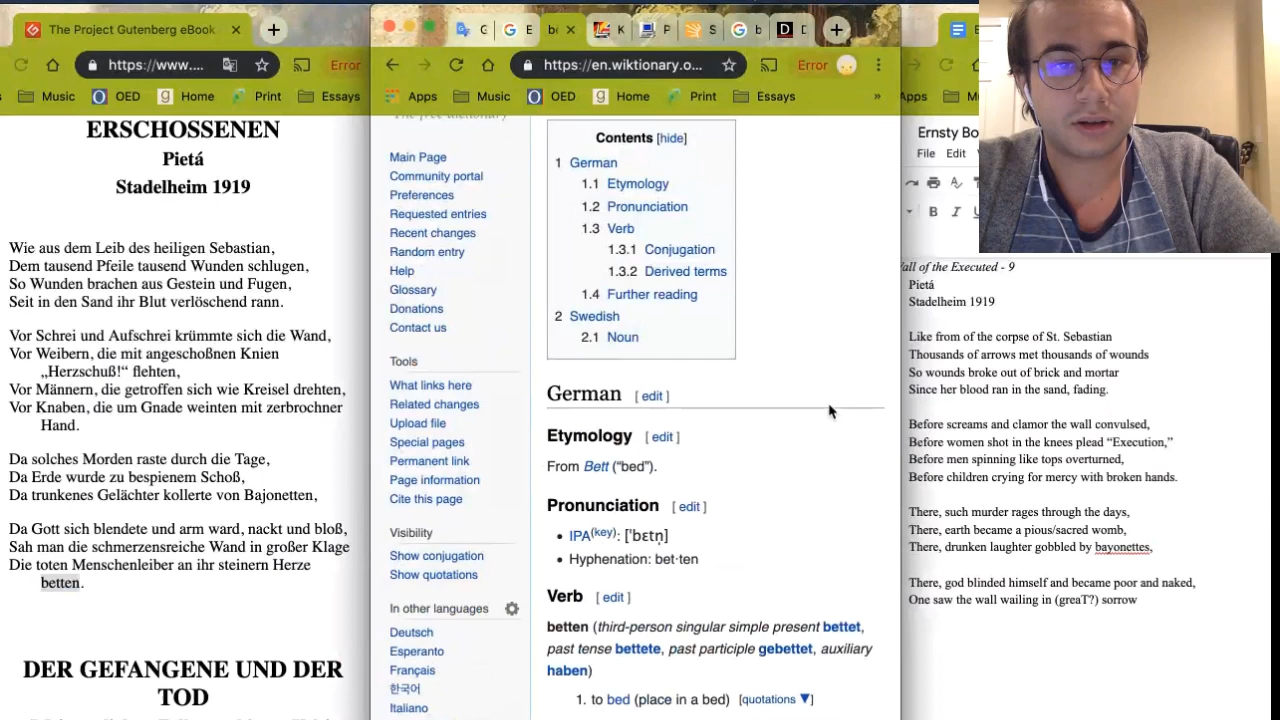 The Project Gutenberg eBook
https://www....
Error
Music
OED
Home
Print
Essays
ERSCHOSSENEN
Pietá
Stadelheim 1919
Wie aus dem Leib des heiligen Sebastian,
Dem tausend Pfeile tausend Wunden schlugen,
So Wunden brachen aus Gestein und Fugen,
Seit in den Sand ihr Blut verlöschend rann.
Vor Schrei und Aufschrei krümmte sich die Wand,
Vor Weibern, die mit angeschoßnen Knien
„Herzschuß!“ flehten,
Vor Männern, die getroffen sich wie Kreisel drehten,
Vor Knaben, die um Gnade weinten mit zerbrochner
Hand.
Da solches Morden raste durch die Tage,
Da Erde wurde zu bespienem Schoß,
Da trunkenes Gelächter kollerte von Bajonetten,
Da Gott sich blendete und arm ward, nackt und bloß,
Sah man die schmerzensreiche Wand in großer Klage
Die toten Menschenleiber an ihr steinern Herze
betten.
DER GEFANGENE UND DER
TOD
G
E
be
K
P
S
b
D
https://en.wiktionary.o...
Error
Apps
Music
OED
Home
Print
Essays
»
The free dictionary
Main Page
Community portal
Preferences
Requested entries
Recent changes
Random entry
Help
Glossary
Donations
Contact us
Tools
What links here
Related changes
Upload file
Special pages
Permanent link
Page information
Cite this page
Visibility
Show conjugation
Show quotations
In other languages
Deutsch
Esperanto
Français
한국어
Italiano
Contents [hide]
1 German
1.1 Etymology
1.2 Pronunciation
1.3 Verb
1.3.1 Conjugation
1.3.2 Derived terms
1.4 Further reading
2 Swedish
2.1 Noun
German [ edit ]
Etymology [ edit ]
From Bett (“bed”).
Pronunciation [ edit ]
• IPA(key): [ˈbɛtn̩]
• Hyphenation: bet·ten
Verb [ edit ]
betten (third-person singular simple present bettet,
past tense bettete, past participle gebettet, auxiliary
haben)
1. to bed (place in a bed) [quotations ▼]
Apps
Ernsty Bo
File Edit
B I U
Wall of the Executed - 9
Pietá
Stadelheim 1919
Like from of the corpse of St. Sebastian
Thousands of arrows met thousands of wounds
So wounds broke out of brick and mortar
Since her blood ran in the sand, fading.
Before screams and clamor the wall convulsed,
Before women shot in the knees plead “Execution,”
Before men spinning like tops overturned,
Before children crying for mercy with broken hands.
There, such murder rages through the days,
There, earth became a pious/sacred womb,
There, drunken laughter gobbled by bayonettes,
There, god blinded himself and became poor and naked,
One saw the wall wailing in (greaT?) sorrow